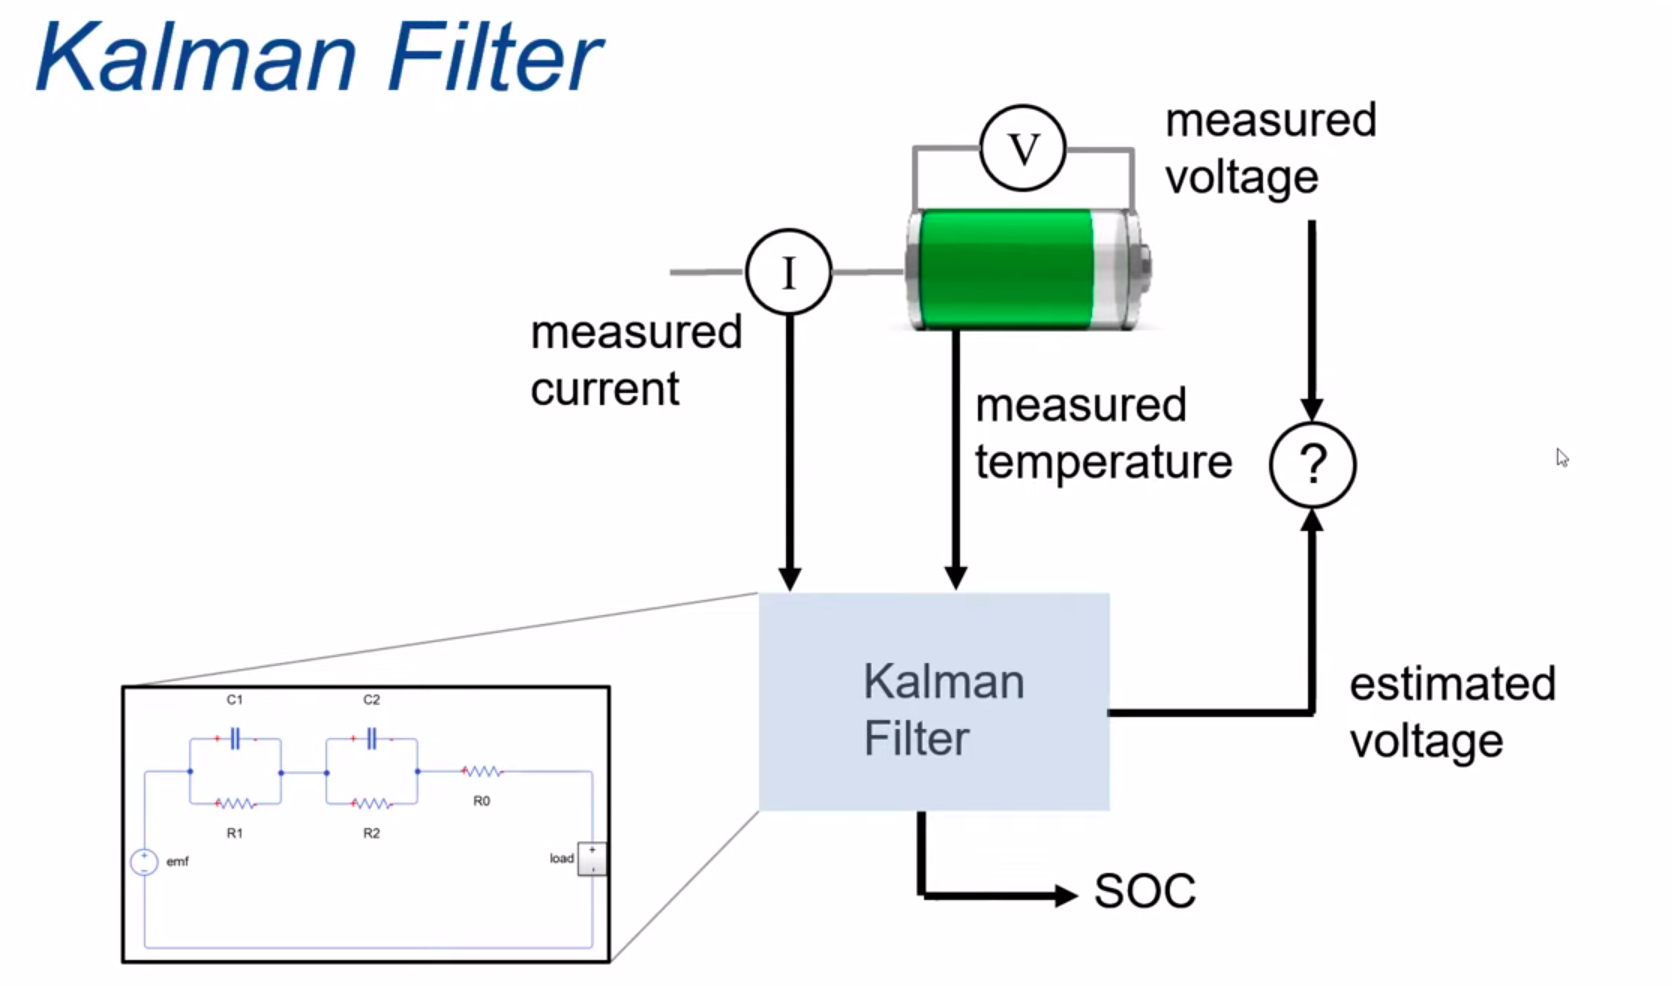 Kalman Filter
V
measured
voltage
I
measured
current
measured
temperature
?
Kalman
Filter
estimated
voltage
SOC
C1
C2
R1
R2
R0
emf
load